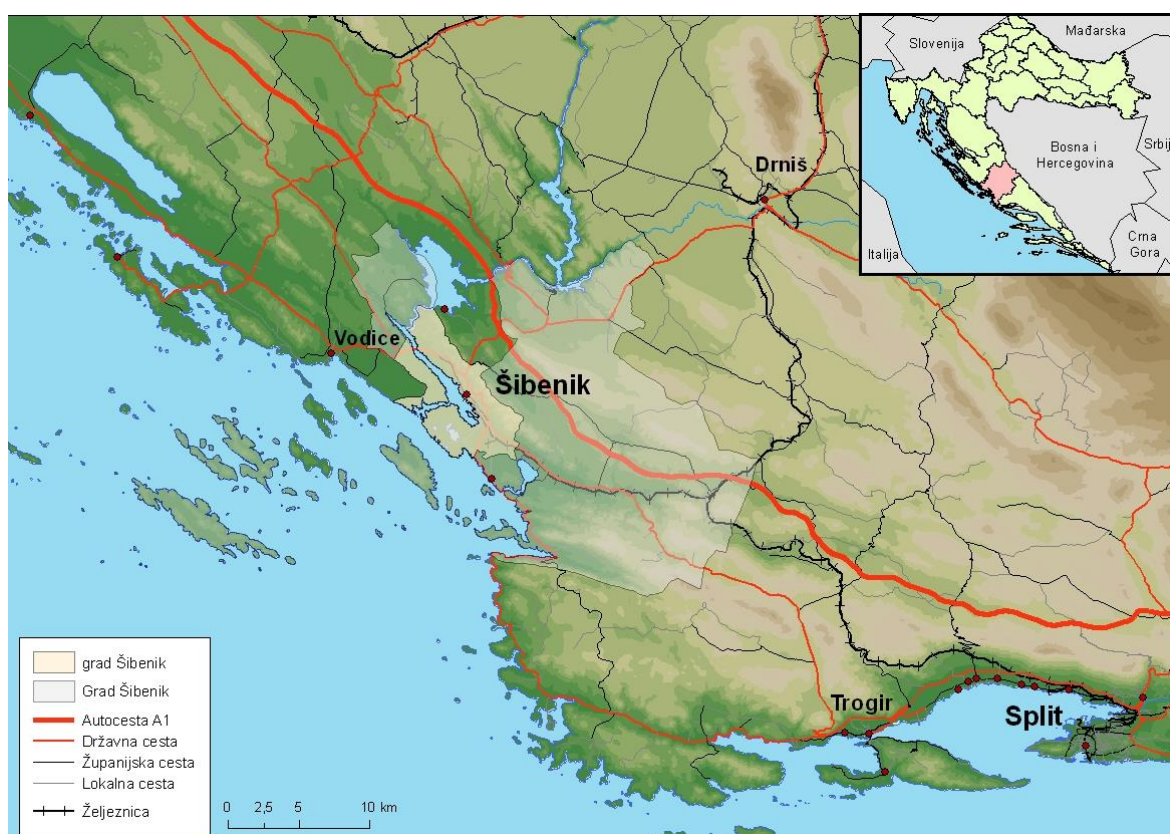 Slovenija
Mađarska
Bosna i
Hercegovina
Srbij
Crna
Gora
Italija
Drniš
Vodice
Šibenik
Trogir
Split
grad Šibenik
Grad Šibenik
Autocesta A1
Državna cesta
Županijska cesta
Lokalna cesta
Željeznica
0 2,5 5 10 km